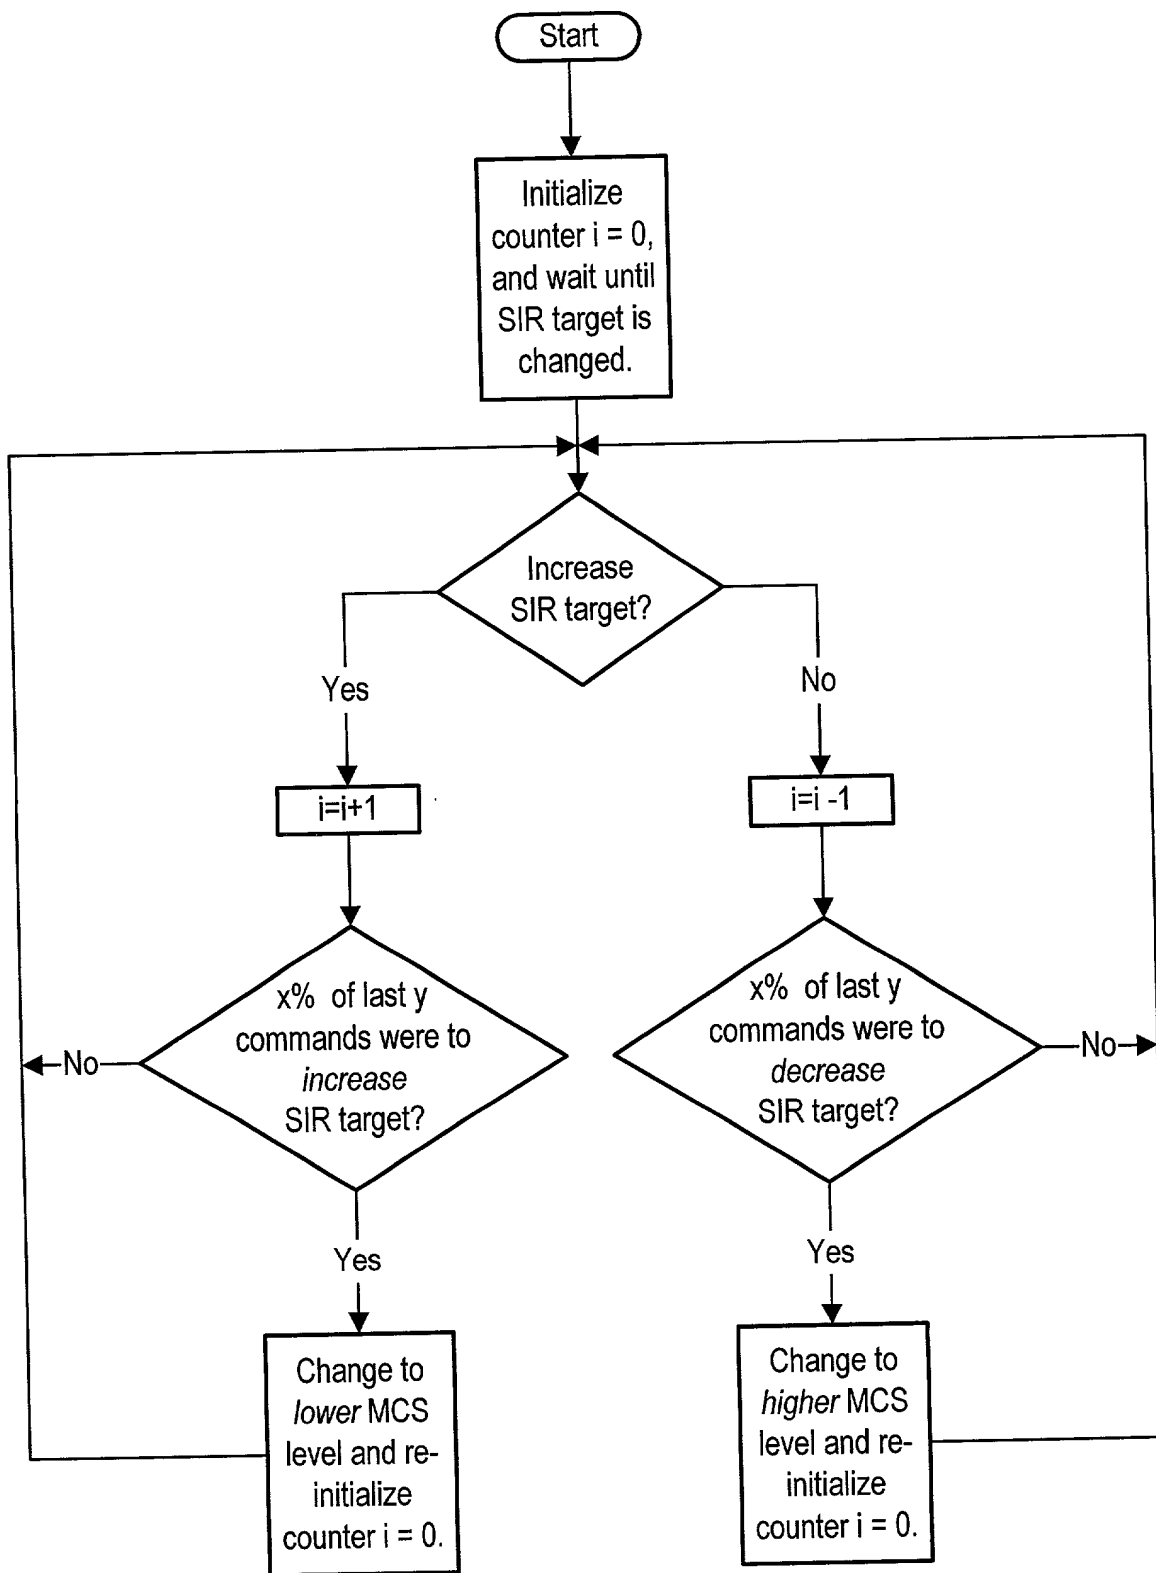 Start
Initialize
counter i = 0,
and wait until
SIR target is
changed.
Increase
SIR target?
Yes
No
i=i+1
i=i -1
x% of last y
commands were to
increase
SIR target?
x% of last y
commands were to
decrease
SIR target?
No
No
Yes
Yes
Change to
lower MCS
level and re-
initialize
counter i = 0.
Change to
higher MCS
level and re-
initialize
counter i = 0.